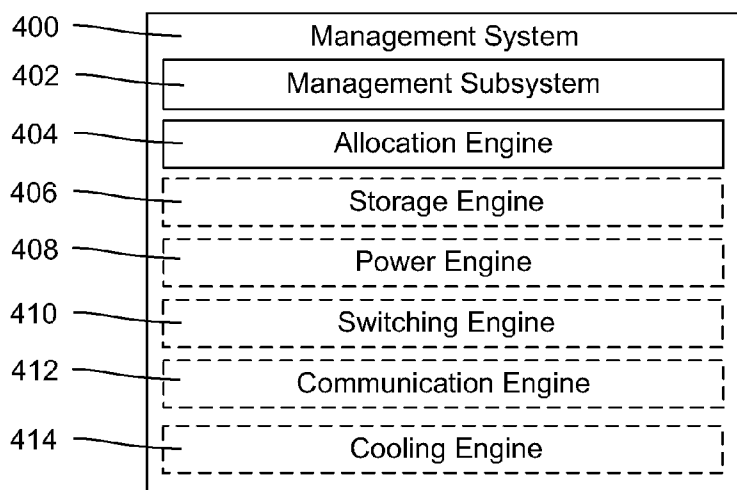 400 Management System
402 Management Subsystem
404 Allocation Engine
406 Storage Engine
408 Power Engine
410 Switching Engine
412 Communication Engine
414 Cooling Engine